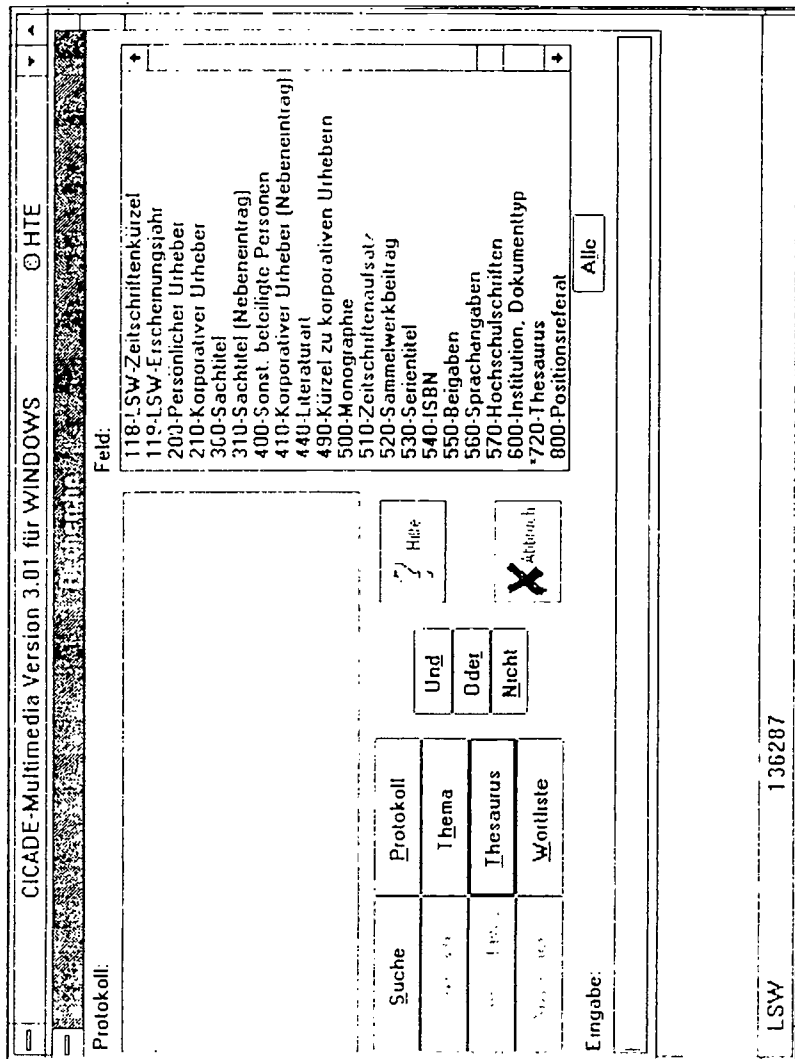 CICADE-Multimedia Version 3.01 für WINDOWS © HTE
Recherche
Protokoll:
Feld:
118-LSW-Zeitschriftenkürzel
119-LSW-Erscheinungsjahr
200-Persönlicher Urheber
210-Korporativer Urheber
300-Sachtitel
310-Sachtitel [Nebeneintrag]
400-Sonst. beteiligte Personen
410-Korporativer Urheber [Nebeneintrag]
440-Literaturart
490-Kürzel zu korporativen Urhebern
500-Monographie
510-Zeitschriftenaufsatz
520-Sammelwerkbeitrag
530-Serientitel
540-ISBN
550-Beigaben
560-Sprachangaben
570-Hochschulschriften
600-Institution, Dokumenttyp
*720-Thesaurus
800-Positionsreferat
Alle
Suche
Protokoll
Thema
Thesaurus
Wortliste
Und
Oder
Nicht
? Hilfe
X Abbruch
Eingabe:
LSW 136287